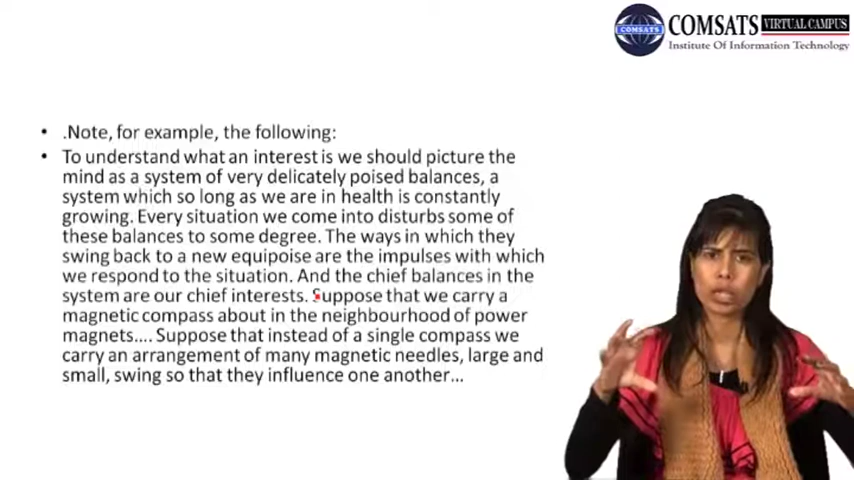 COMSATS
COMSATS VIRTUAL CAMPUS
Institute Of Information Technology
• .Note, for example, the following:
• To understand what an interest is we should picture the
mind as a system of very delicately poised balances, a
system which so long as we are in health is constantly
growing. Every situation we come into disturbs some of
these balances to some degree. The ways in which they
swing back to a new equipoise are the impulses with which
we respond to the situation. And the chief balances in the
system are our chief interests. Suppose that we carry a
magnetic compass about in the neighbourhood of power
magnets.... Suppose that instead of a single compass we
carry an arrangement of many magnetic needles, large and
small, swing so that they influence one another...